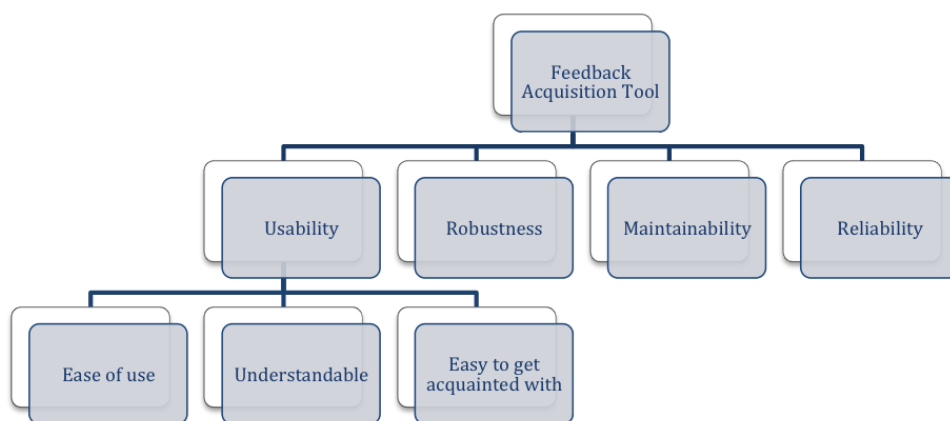 Feedback
Acquisition Tool
Usability
Robustness
Maintainability
Reliability
Ease of use
Understandable
Easy to get
acquainted with